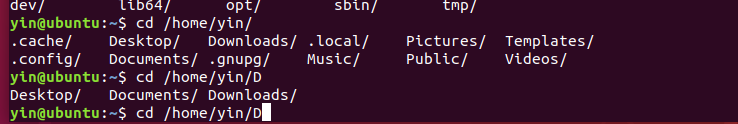 dev/ lib64/ opt/ sbin/ tmp/
yin@ubuntu:~$ cd /home/yin/
.cache/ Desktop/ Downloads/ .local/ Pictures/ Templates/
.config/ Documents/ .gnupg/ Music/ Public/ Videos/
yin@ubuntu:~$ cd /home/yin/D
Desktop/ Documents/ Downloads/
yin@ubuntu:~$ cd /home/yin/D